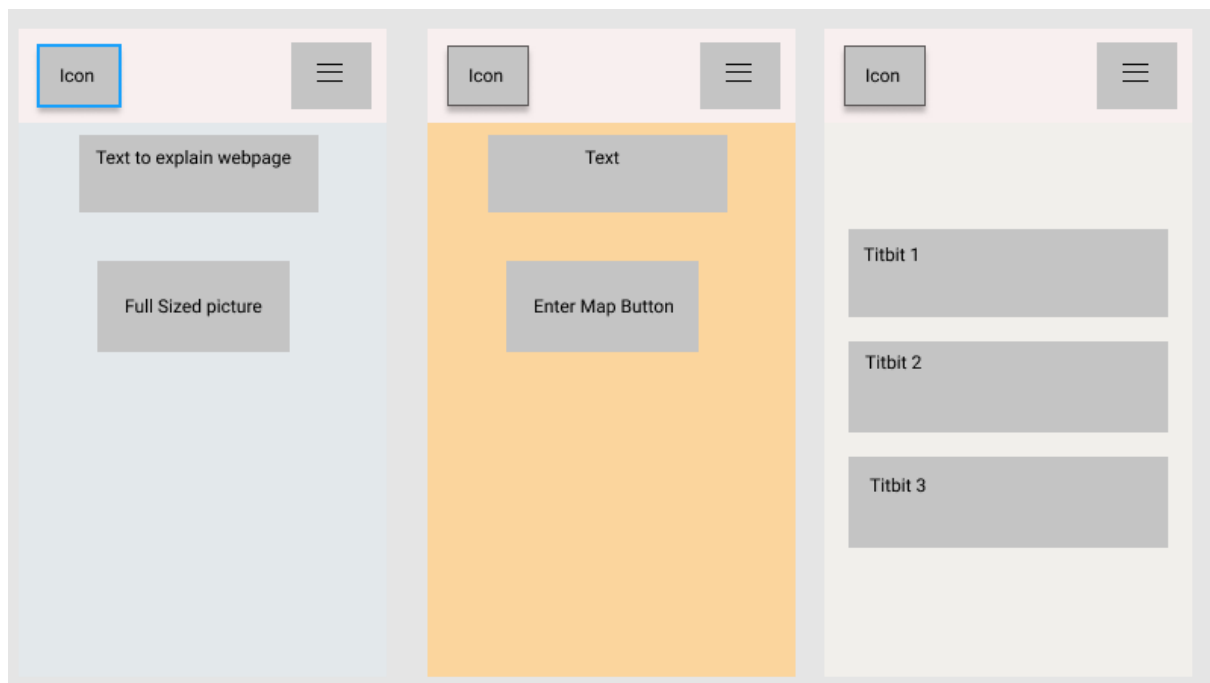 Icon
Text to explain webpage
Full Sized picture
Icon
Text
Enter Map Button
Icon
Titbit 1
Titbit 2
Titbit 3